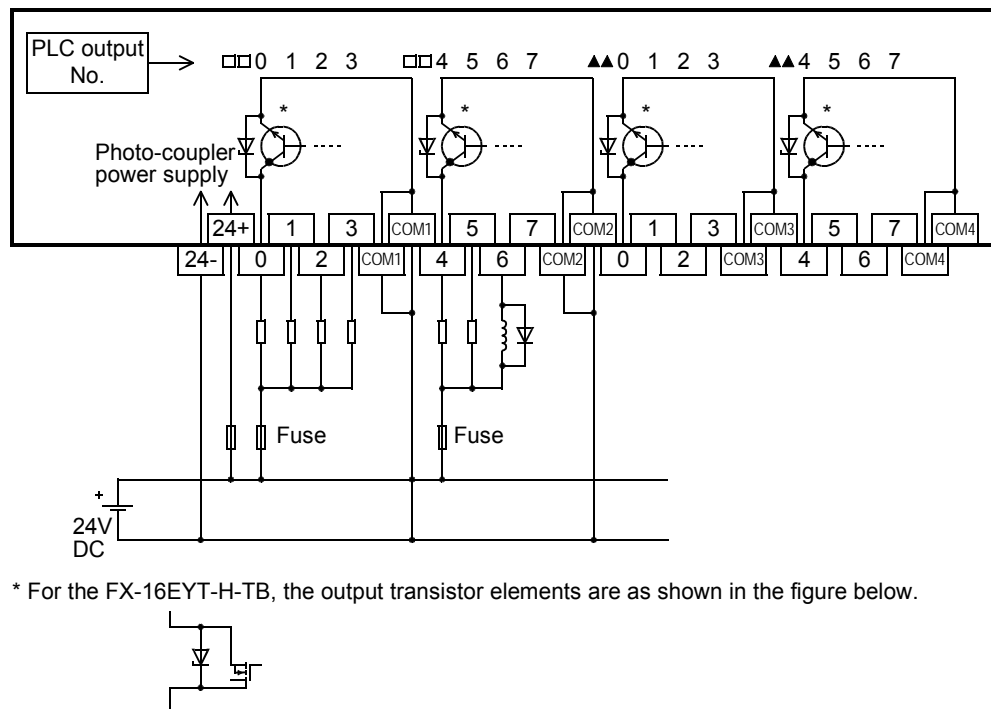 PLC output
No.
□□0 1 2 3 □□4 5 6 7 ▲▲0 1 2 3 ▲▲4 5 6 7
* * * *
Photo-coupler
power supply
24+ 1 3 COM1 5 7 COM2 1 3 COM3 5 7 COM4
24- 0 2 COM1 4 6 COM2 0 2 COM3 4 6 COM4
Fuse Fuse
+
24V
DC
* For the FX-16EYT-H-TB, the output transistor elements are as shown in the figure below.